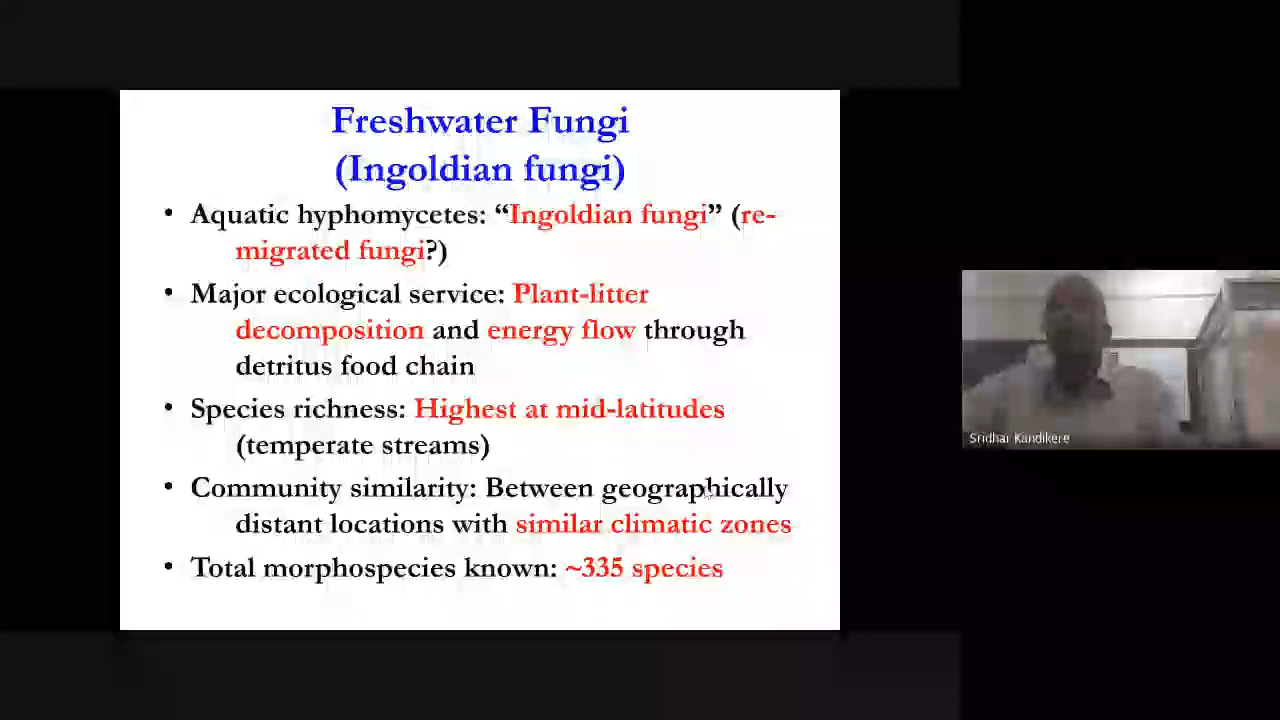 Freshwater Fungi
(Ingoldian fungi)
• Aquatic hyphomycetes: “Ingoldian fungi” (re-
migrated fungi?)
• Major ecological service: Plant-litter
decomposition and energy flow through
detritus food chain
• Species richness: Highest at mid-latitudes
(temperate streams)
• Community similarity: Between geographically
distant locations with similar climatic zones
• Total morphospecies known: ~335 species
Sridhar Kandikere